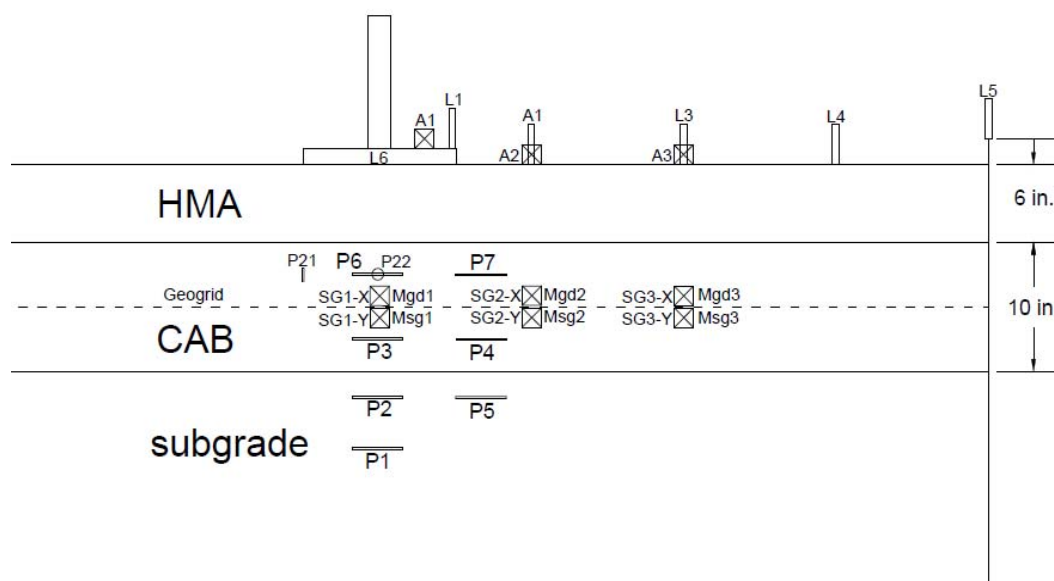 L5
L1
A1 A1 L3 L4
L6 A2 A3
HMA 6 in.
P21 P6 P22 P7
Geogrid SG1-X Mgd1 SG2-X Mgd2 SG3-X Mgd3
SG1-Y Msg1 SG2-Y Msg2 SG3-Y Msg3 10 in
CAB P3 P4
P2 P5
subgrade
P1